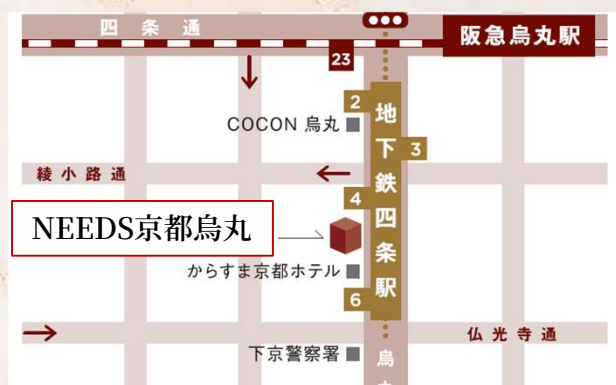 四条通
阪急烏丸駅
23
2
COCON 烏丸
地下鉄四条駅
3
綾小路通
4
NEEDS京都烏丸
からすま京都ホテル
6
仏光寺通
下京警察署
烏